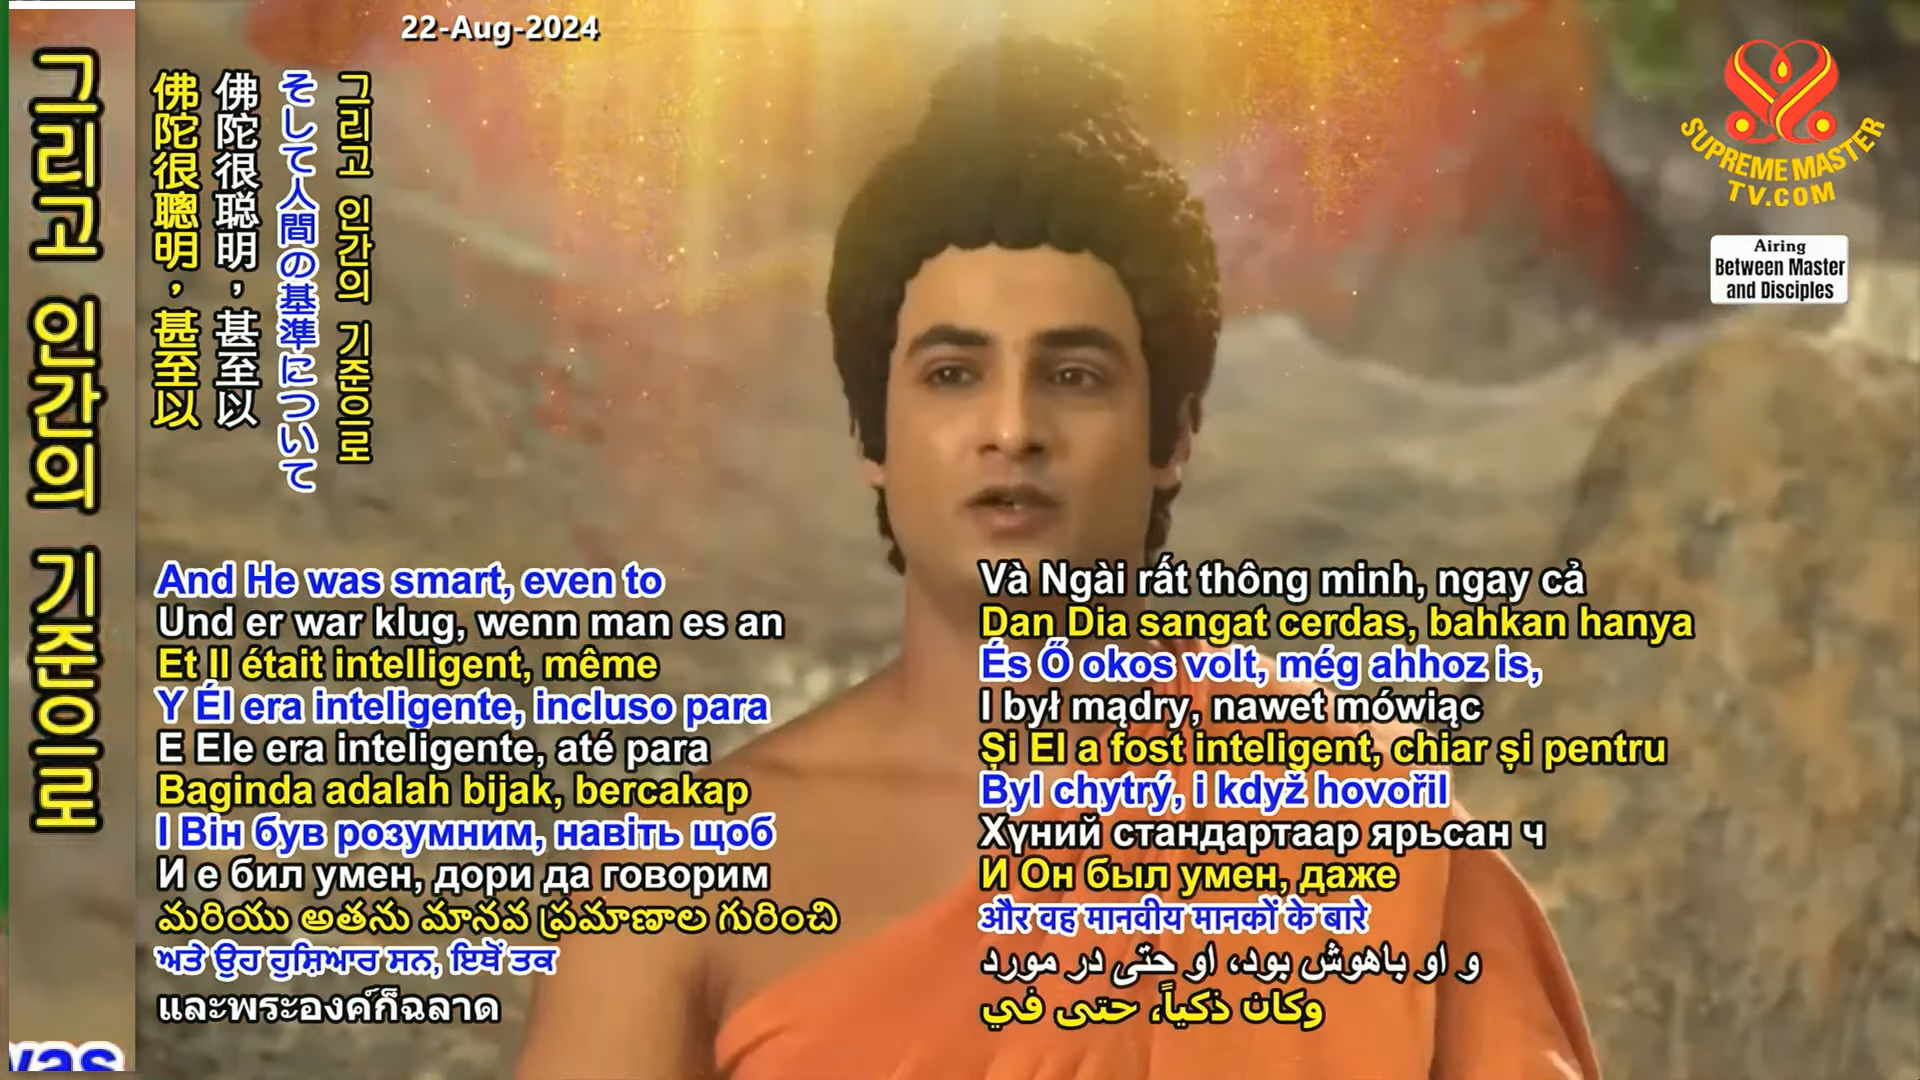 22-Aug-2024
그리고 인간의 기준으로
佛陀很聰明，甚至以
佛陀很聪明，甚至以
そして人間の基準について
그리고 인간의 기준으로
SUPREME MASTER
TV.COM
Airing
Between Master
and Disciples
And He was smart, even to
Und er war klug, wenn man es an
Et Il était intelligent, même
Y Él era inteligente, incluso para
E Ele era inteligente, até para
Baginda adalah bijak, bercakap
І Він був розумним, навіть щоб
И е бил умен, дори да говорим
మరియు అతను మానవ ప్రమాణాల గురించి
ਅਤੇ ਉਹ ਹੁਸ਼ਿਆਰ ਸਨ, ਇਥੋਂ ਤਕ
และพระองค์ก็ฉลาด
Và Ngài rất thông minh, ngay cả
Dan Dia sangat cerdas, bahkan hanya
És Ő okos volt, még ahhoz is,
I był mądry, nawet mówiąc
Și El a fost inteligent, chiar și pentru
Byl chytrý, i když hovořil
Хүний стандартаар ярьсан ч
И Он был умен, даже
और वह मानवीय मानकों के बारे
و او باهوش بود، او حتی در مورد
وكان ذكياً، حتى في
was